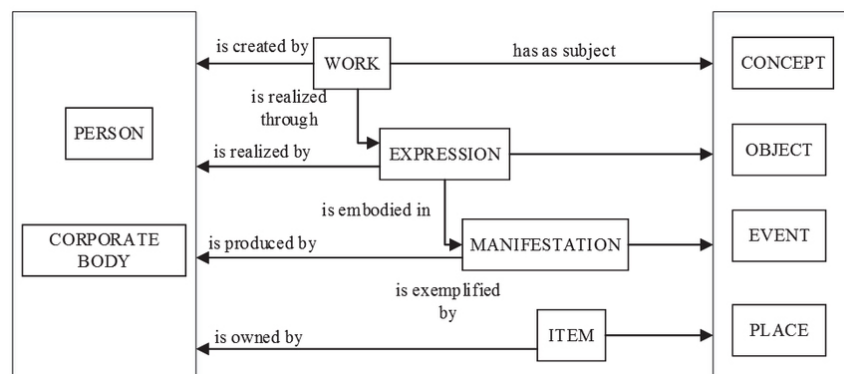 is created by
WORK
has as subject
CONCEPT
is realized
through
PERSON
is realized by
EXPRESSION
OBJECT
is embodied in
CORPORATE
BODY
is produced by
MANIFESTATION
EVENT
is exemplified
by
is owned by
ITEM
PLACE